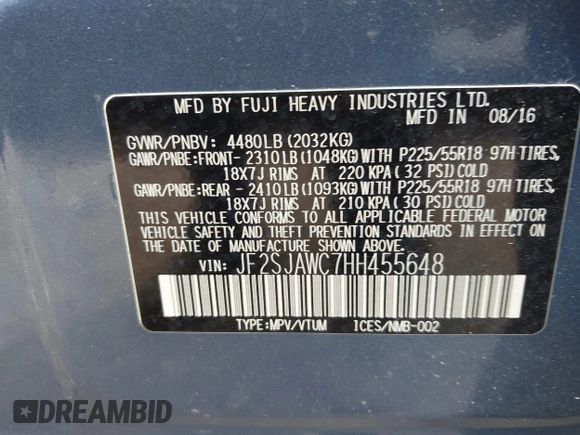 MFD BY FUJI HEAVY INDUSTRIES LTD.
MFD IN 08/16
GVWR/PNBV: 4480LB (2032KG)
GAWR/PNBE: FRONT- 2310LB (1048KG) WITH P225/55R18 97H TIRES,
18X7J RIMS AT 220 KPA ( 32 PSI) COLD
GAWR/PNBE: REAR - 2410LB (1093KG) WITH P225/55R18 97H TIRES,
18X7J RIMS AT 210 KPA ( 30 PSI) COLD
THIS VEHICLE CONFORMS TO ALL APPLICABLE FEDERAL MOTOR
VEHICLE SAFETY AND THEFT PREVENTION STANDARDS IN EFFECT
ON THE DATE OF MANUFACTURE SHOWN ABOVE.
VIN: JF2SJAWC7HH455648
TYPE: MPV/VTUM ICES/NMB-002
DREAMBID